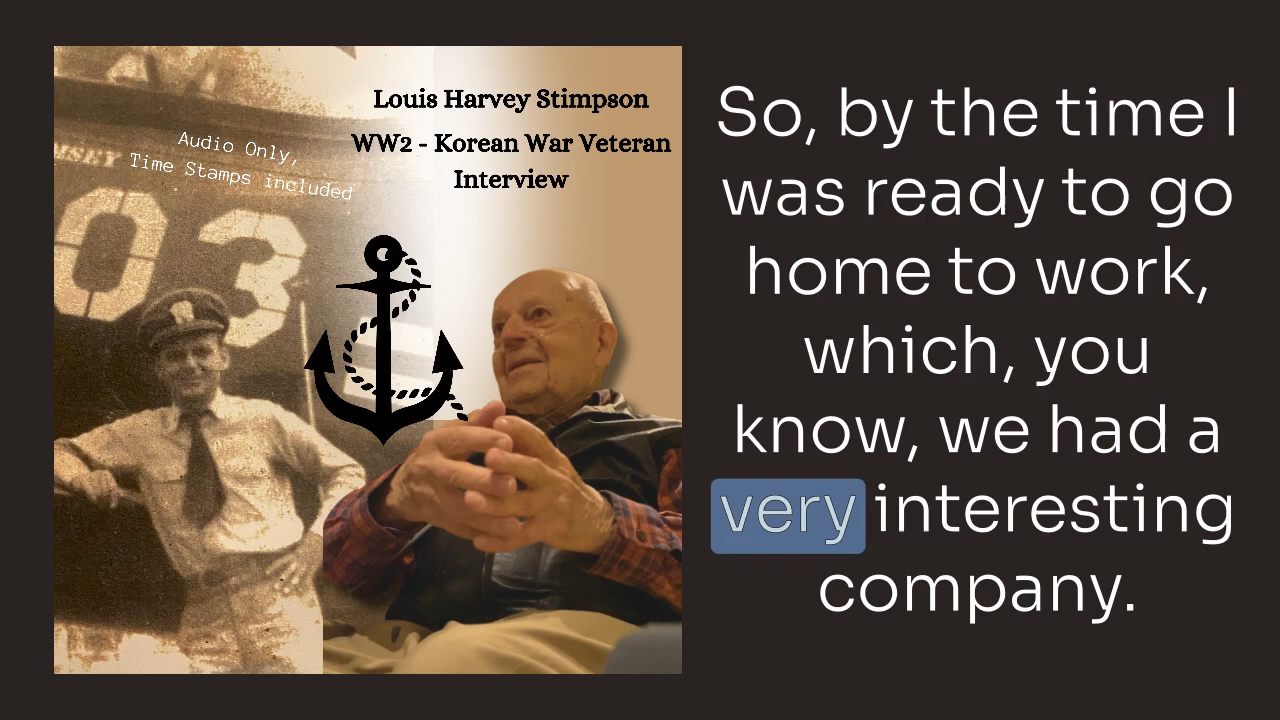 Louis Harvey Stimpson
WW2 - Korean War Veteran
Interview
Audio Only,
Time Stamps included
MSEY
03
So, by the time I
was ready to go
home to work,
which, you
know, we had a
very interesting
company.